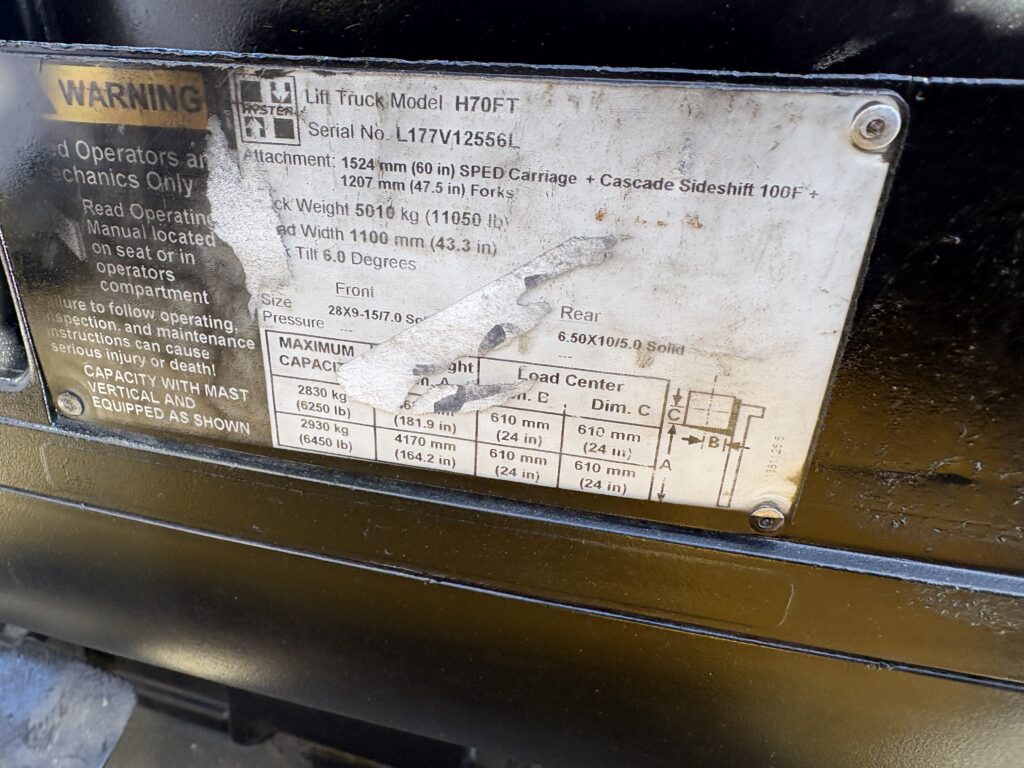 WARNING
d Operators an
echanics Only
Read Operating
Manual located
on seat or in
operators
compartment
ilure to follow operating,
spection, and maintenance
instructions can cause
serious injury or death!
CAPACITY WITH MAST
VERTICAL AND
EQUIPPED AS SHOWN
HYSTER
Lift Truck Model H70FT
Serial No. L177V12556L
Attachment: 1524 mm (60 in) SPED Carriage + Cascade Sideshift 100F +
1207 mm (47.5 in) Forks
ck Weight 5010 kg (11050 lb)
ad Width 1100 mm (43.3 in)
k Tilt 6.0 Degrees
Front Rear
Size 28X9-15/7.0 So 6.50X10/5.0 Solid
Pressure --- ---
MAXIMUM ght Load Center
CAPACIT m. A m. B Dim. C
2830 kg 610 mm 610 mm
(6250 lb) (181.9 in) (24 in) (24 in)
2930 kg 4170 mm 610 mm 610 mm
(6450 lb) (164.2 in) (24 in) (24 in)
C
B
A